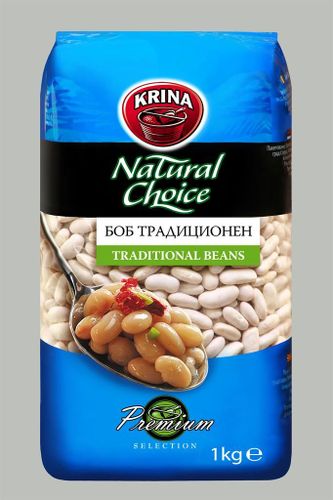 KRINA
Natural
Choice
БОБ ТРАДИЦИОНЕН
TRADITIONAL BEANS
Premium
SELECTION
1kg℮